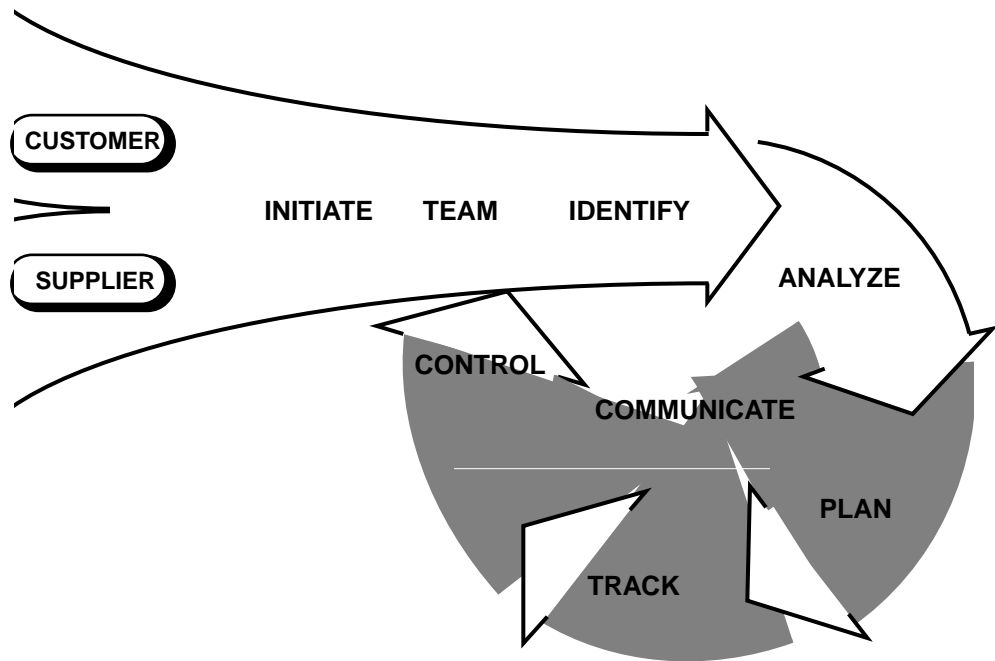 CUSTOMER
INITIATE TEAM IDENTIFY
SUPPLIER
ANALYZE
CONTROL
COMMUNICATE
PLAN
TRACK